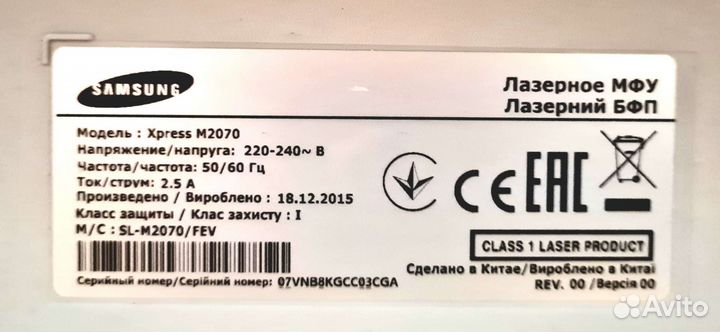 SAMSUNG
Лазерное МФУ
Лазерний БФП
Модель : Xpress M2070
Напряжение/напруга: 220-240~ В
Частота/частота: 50/60 Гц
Ток/струм: 2.5 А
Произведено / Вироблено : 18.12.2015
Класс защиты / Клас захисту : I
M/C : SL-M2070/FEV
CE EAC
CLASS 1 LASER PRODUCT
Серийный номер/Серійний номер: 07VNB8KGCC03CGA
Сделано в Китае/Вироблено в Китаї
REV. 00 /Версія 00
Avito